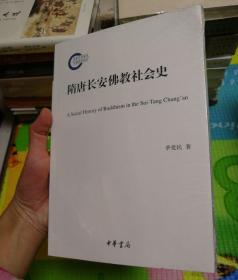 隋唐长安佛教社会史
A Social History of Buddhism in the Sui-Tang Chang'an
季爱民 著
中华书局